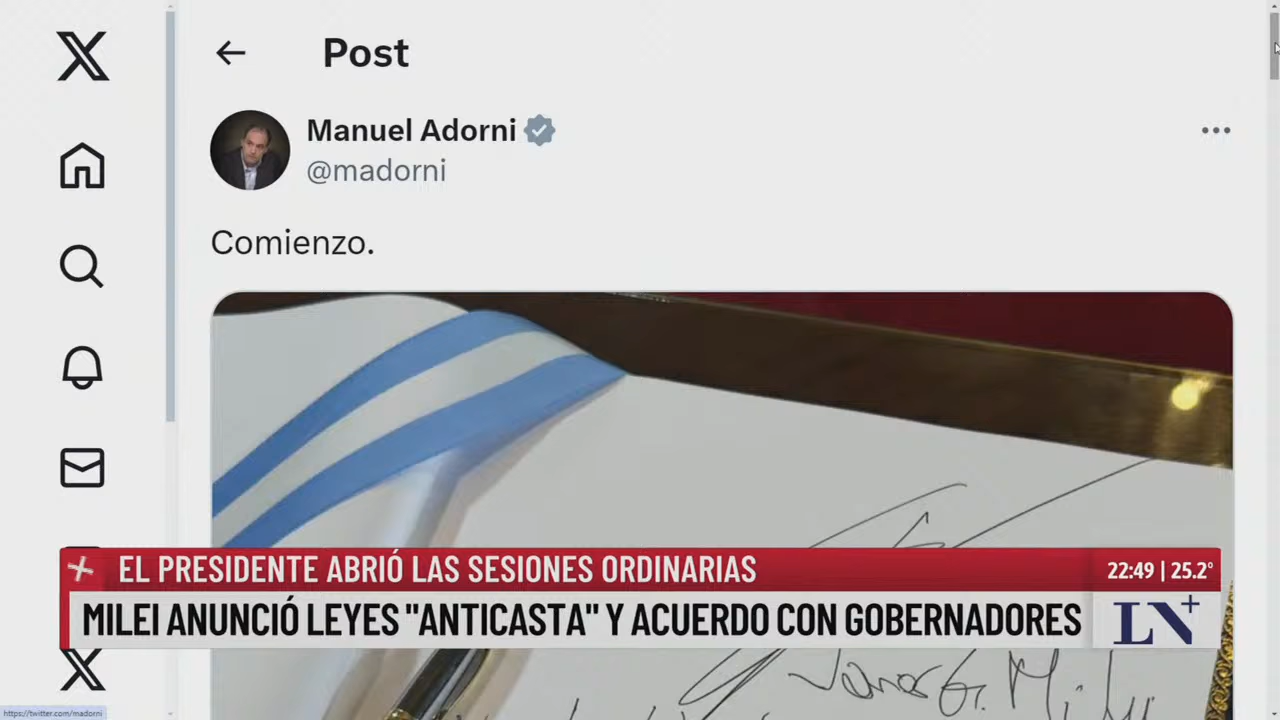 Post
Manuel Adorni
@madorni
Comienzo.
EL PRESIDENTE ABRIÓ LAS SESIONES ORDINARIAS
22:49 | 25.2°
MILEI ANUNCIÓ LEYES "ANTICASTA" Y ACUERDO CON GOBERNADORES
LN+
https://twitter.com/madorni